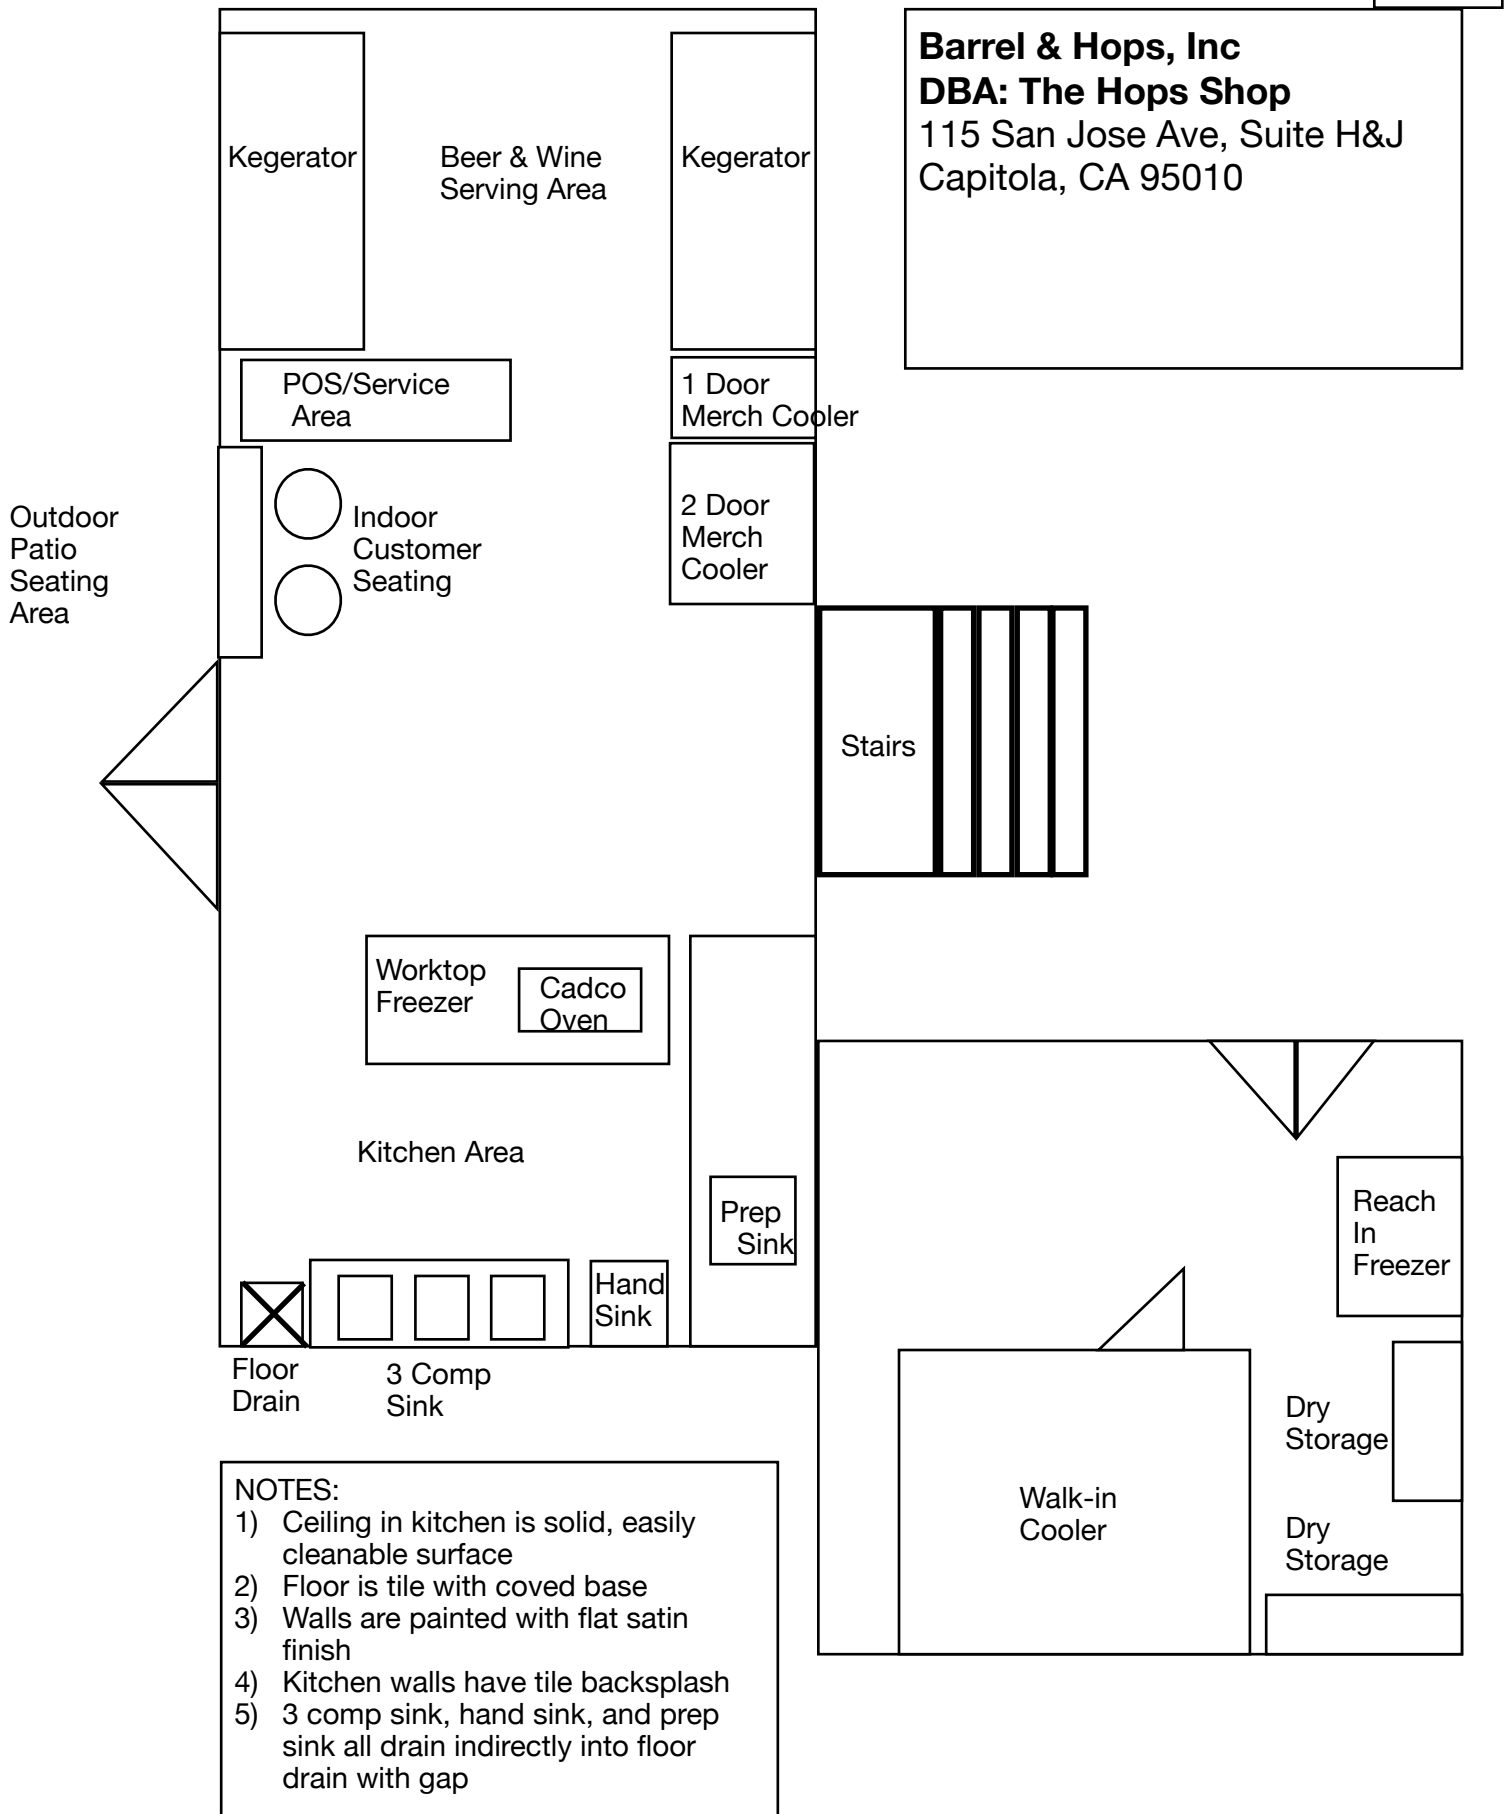 Barrel & Hops, Inc
DBA: The Hops Shop
115 San Jose Ave, Suite H&J
Capitola, CA 95010
Kegerator
Beer & Wine
Serving Area
Kegerator
POS/Service
Area
1 Door
Merch Cooler
2 Door
Merch
Cooler
Outdoor
Patio
Seating
Area
Indoor
Customer
Seating
Stairs
Worktop
Freezer
Cadco
Oven
Kitchen Area
Prep
Sink
Hand
Sink
Floor
Drain
3 Comp
Sink
Reach
In
Freezer
Dry
Storage
Walk-in
Cooler
Dry
Storage
NOTES:
1) Ceiling in kitchen is solid, easily
cleanable surface
2) Floor is tile with coved base
3) Walls are painted with flat satin
finish
4) Kitchen walls have tile backsplash
5) 3 comp sink, hand sink, and prep
sink all drain indirectly into floor
drain with gap